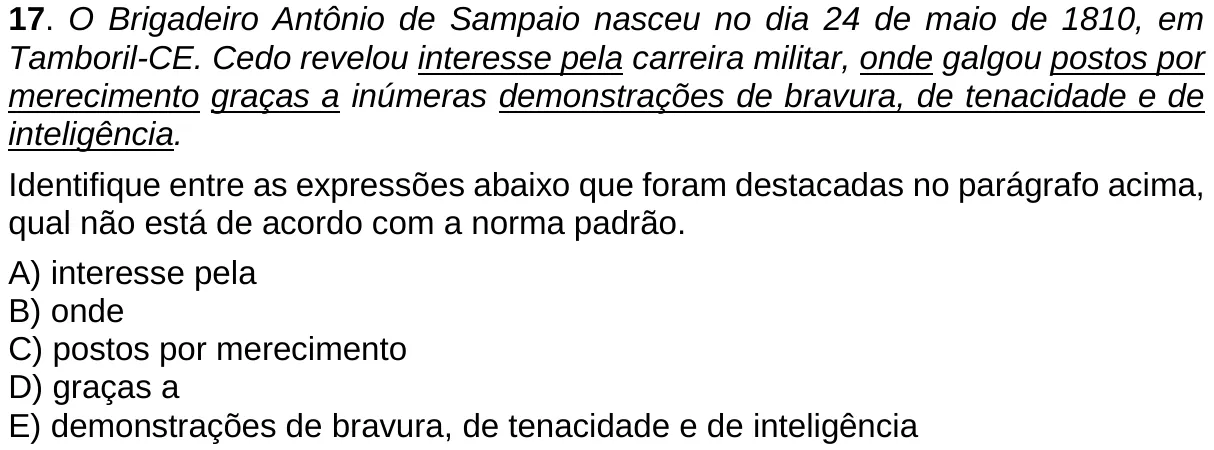 17. O Brigadeiro Antônio de Sampaio nasceu no dia 24 de maio de 1810, em
Tamboril-CE. Cedo revelou interesse pela carreira militar, onde galgou postos por
merecimento graças a inúmeras demonstrações de bravura, de tenacidade e de
inteligência.
Identifique entre as expressões abaixo que foram destacadas no parágrafo acima,
qual não está de acordo com a norma padrão.
A) interesse pela
B) onde
C) postos por merecimento
D) graças a
E) demonstrações de bravura, de tenacidade e de inteligência